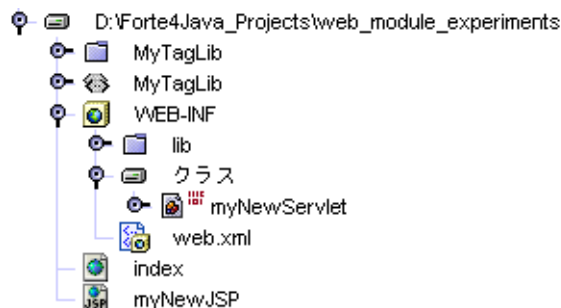 D:\Forte4Java_Projects\web_module_experiments
MyTagLib
MyTagLib
WEB-INF
lib
クラス
myNewServlet
web.xml
index
myNewJSP